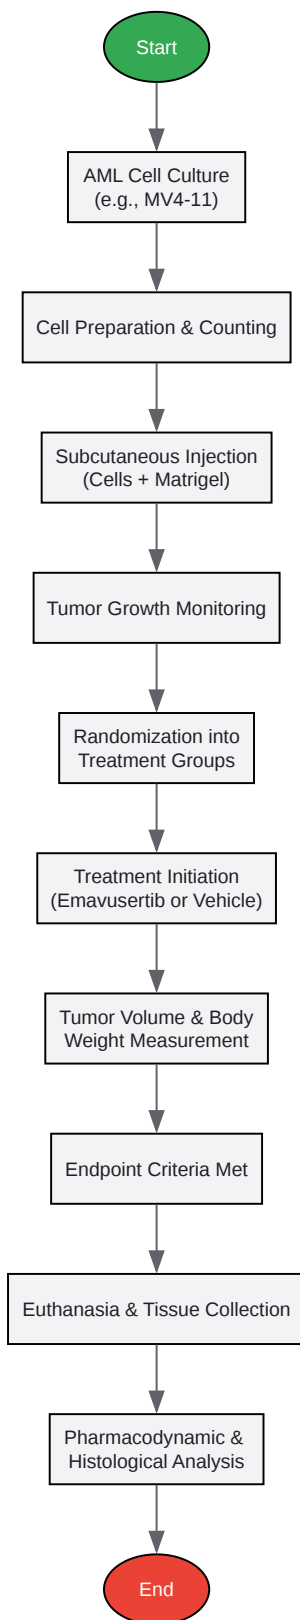 Start
AML Cell Culture
(e.g., MV4-11)
Cell Preparation & Counting
Subcutaneous Injection
(Cells + Matrigel)
Tumor Growth Monitoring
Randomization into
Treatment Groups
Treatment Initiation
(Emavusertib or Vehicle)
Tumor Volume & Body
Weight Measurement
Endpoint Criteria Met
Euthanasia & Tissue Collection
Pharmacodynamic &
Histological Analysis
End